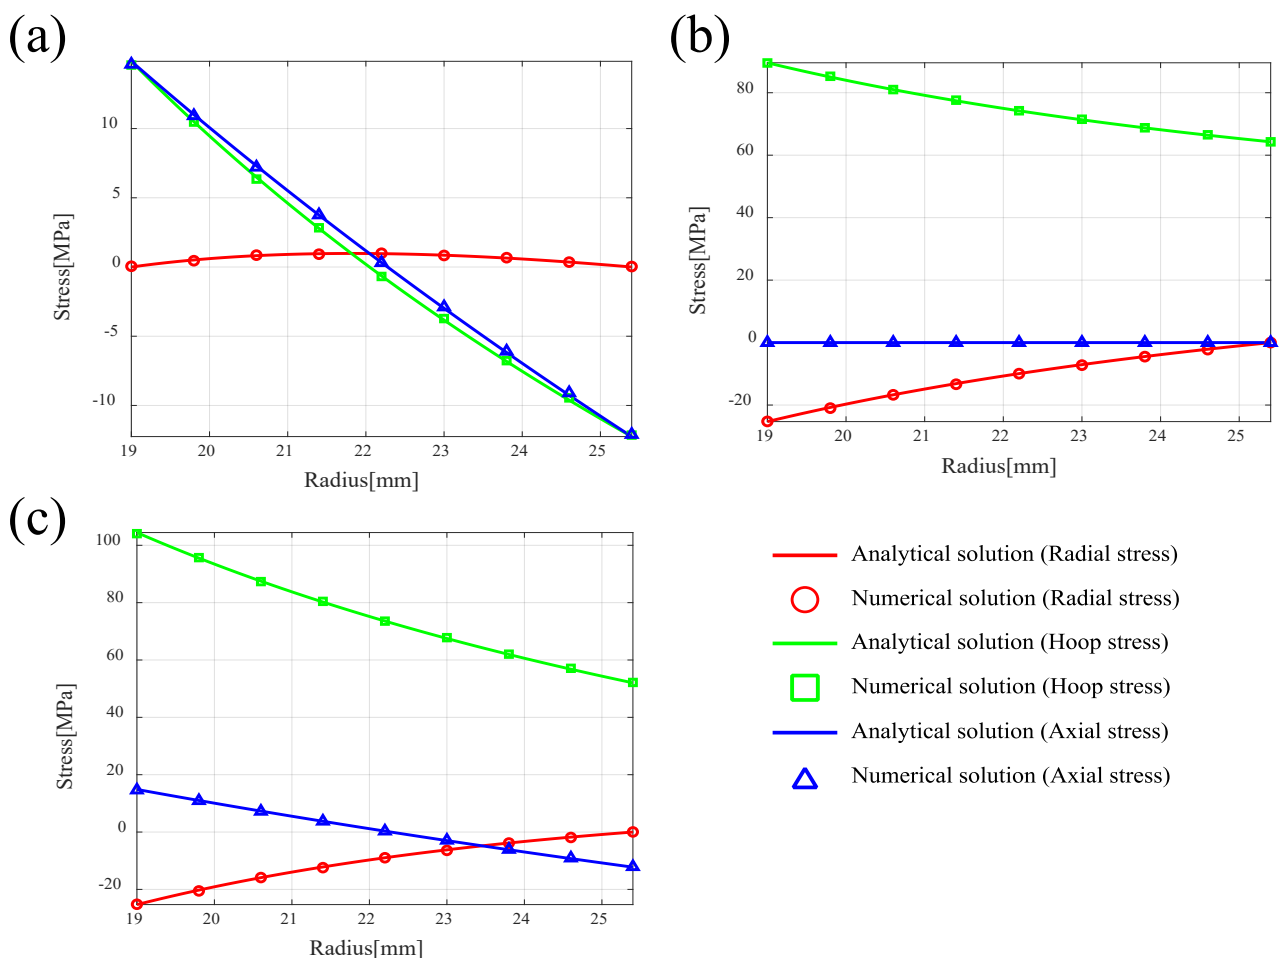 (a)
10
5
0
-5
-10
Stress[MPa]
19 20 21 22 23 24 25
Radius[mm]
(b)
80
60
40
20
0
-20
Stress[MPa]
19 20 21 22 23 24 25
Radius[mm]
(c)
100
80
60
40
20
0
-20
Stress[MPa]
19 20 21 22 23 24 25
Radius[mm]
Analytical solution (Radial stress)
Numerical solution (Radial stress)
Analytical solution (Hoop stress)
Numerical solution (Hoop stress)
Analytical solution (Axial stress)
Numerical solution (Axial stress)